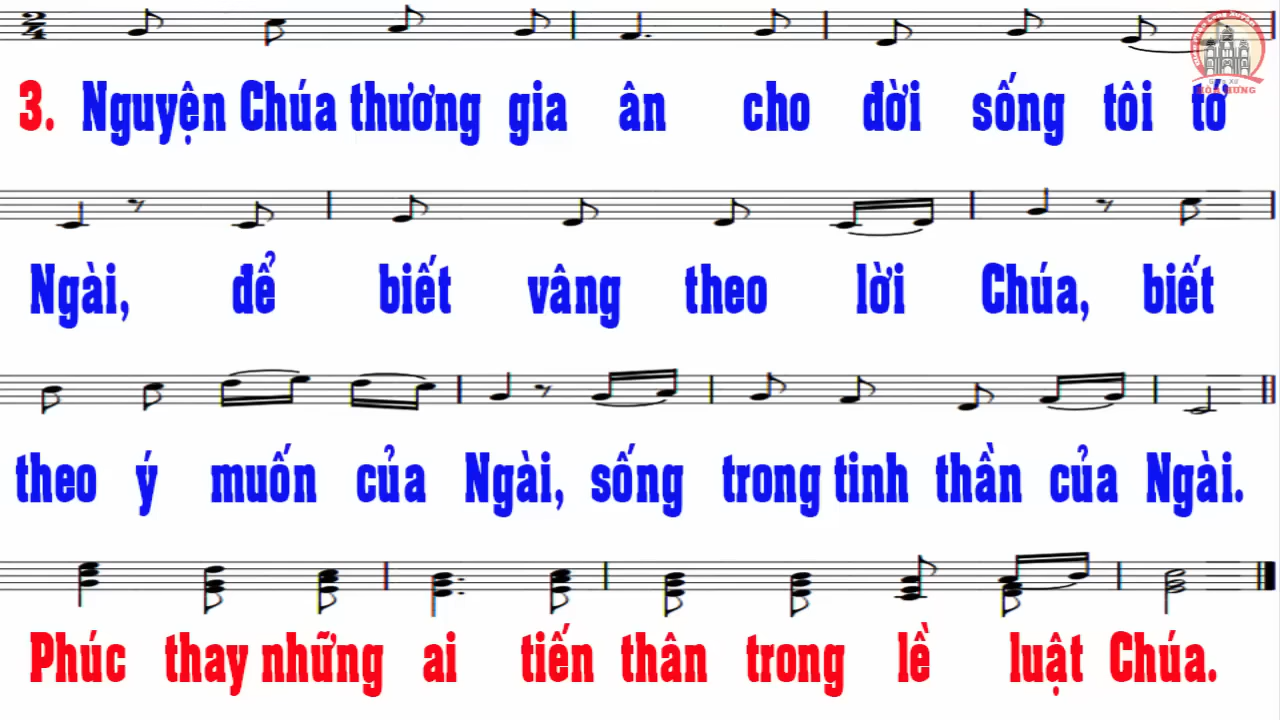 2/4
3. Nguyện Chúa thương gia ân cho đời sống tôi tớ
Ngài, để biết vâng theo lời Chúa, biết
theo ý muốn của Ngài, sống trong tinh thần của Ngài.
Phúc thay những ai tiến thân trong lề luật Chúa.